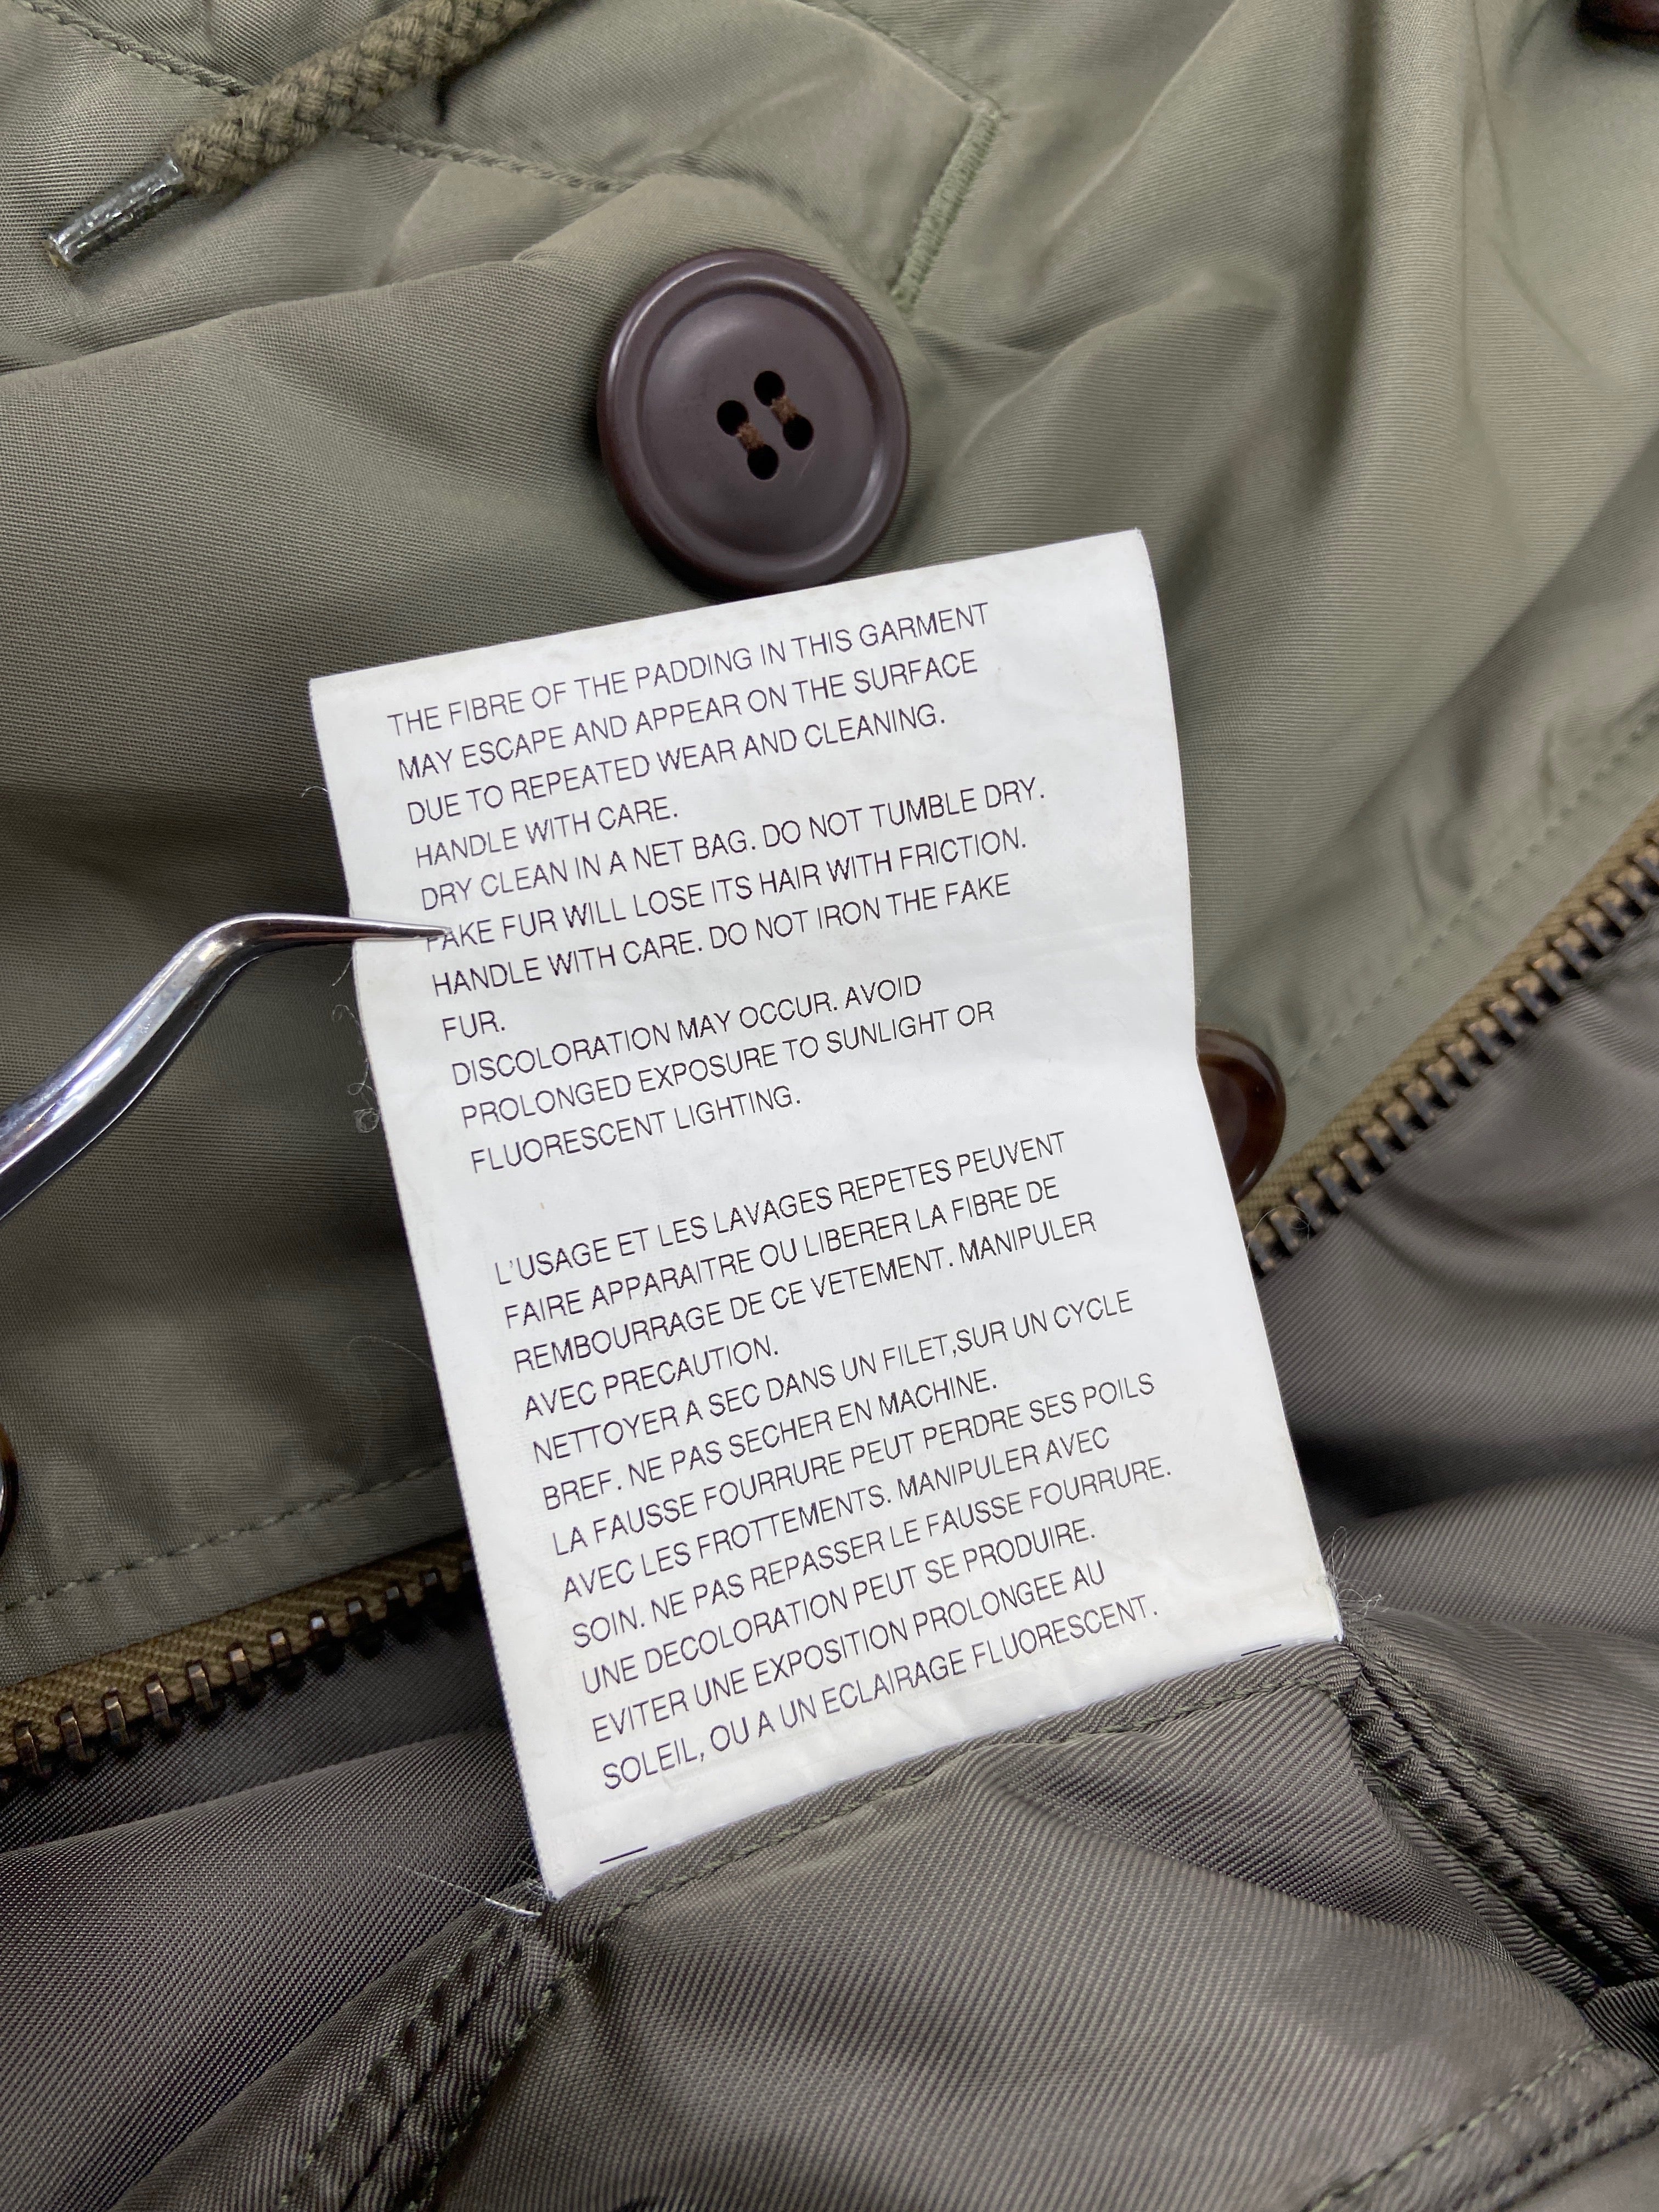 THE FIBRE OF THE PADDING IN THIS GARMENT
MAY ESCAPE AND APPEAR ON THE SURFACE
DUE TO REPEATED WEAR AND CLEANING.
HANDLE WITH CARE.
DRY CLEAN IN A NET BAG. DO NOT TUMBLE DRY.
FAKE FUR WILL LOSE ITS HAIR WITH FRICTION.
HANDLE WITH CARE. DO NOT IRON THE FAKE
FUR.
DISCOLORATION MAY OCCUR. AVOID
PROLONGED EXPOSURE TO SUNLIGHT OR
FLUORESCENT LIGHTING.
L'USAGE ET LES LAVAGES REPETES PEUVENT
FAIRE APPARAITRE OU LIBERER LA FIBRE DE
REMBOURRAGE DE CE VETEMENT. MANIPULER
AVEC PRECAUTION.
NETTOYER A SEC DANS UN FILET,SUR UN CYCLE
BREF. NE PAS SECHER EN MACHINE.
LA FAUSSE FOURRURE PEUT PERDRE SES POILS
AVEC LES FROTTEMENTS. MANIPULER AVEC
SOIN. NE PAS REPASSER LE FAUSSE FOURRURE.
UNE DECOLORATION PEUT SE PRODUIRE.
EVITER UNE EXPOSITION PROLONGEE AU
SOLEIL, OU A UN ECLAIRAGE FLUORESCENT.